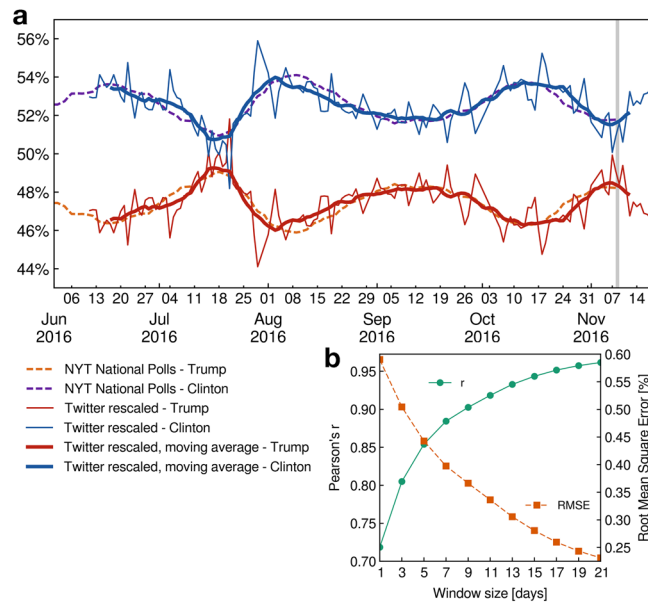 a
56%
54%
52%
50%
48%
46%
44%
06 13 20 27 04 11 18 25 01 08 15 22 29 05 12 19 26 03 10 17 24 31 07 14
Jun Jul Aug Sep Oct Nov
2016 2016 2016 2016 2016 2016
NYT National Polls - Trump
NYT National Polls - Clinton
Twitter rescaled - Trump
Twitter rescaled - Clinton
Twitter rescaled, moving average - Trump
Twitter rescaled, moving average - Clinton
b
Pearson's r
0.95
0.90
0.85
0.80
0.75
0.70
r
RMSE
0.60
0.55
0.50
0.45
0.40
0.35
0.30
0.25
Root Mean Square Error [%]
1 3 5 7 9 11 13 15 17 19 21
Window size [days]